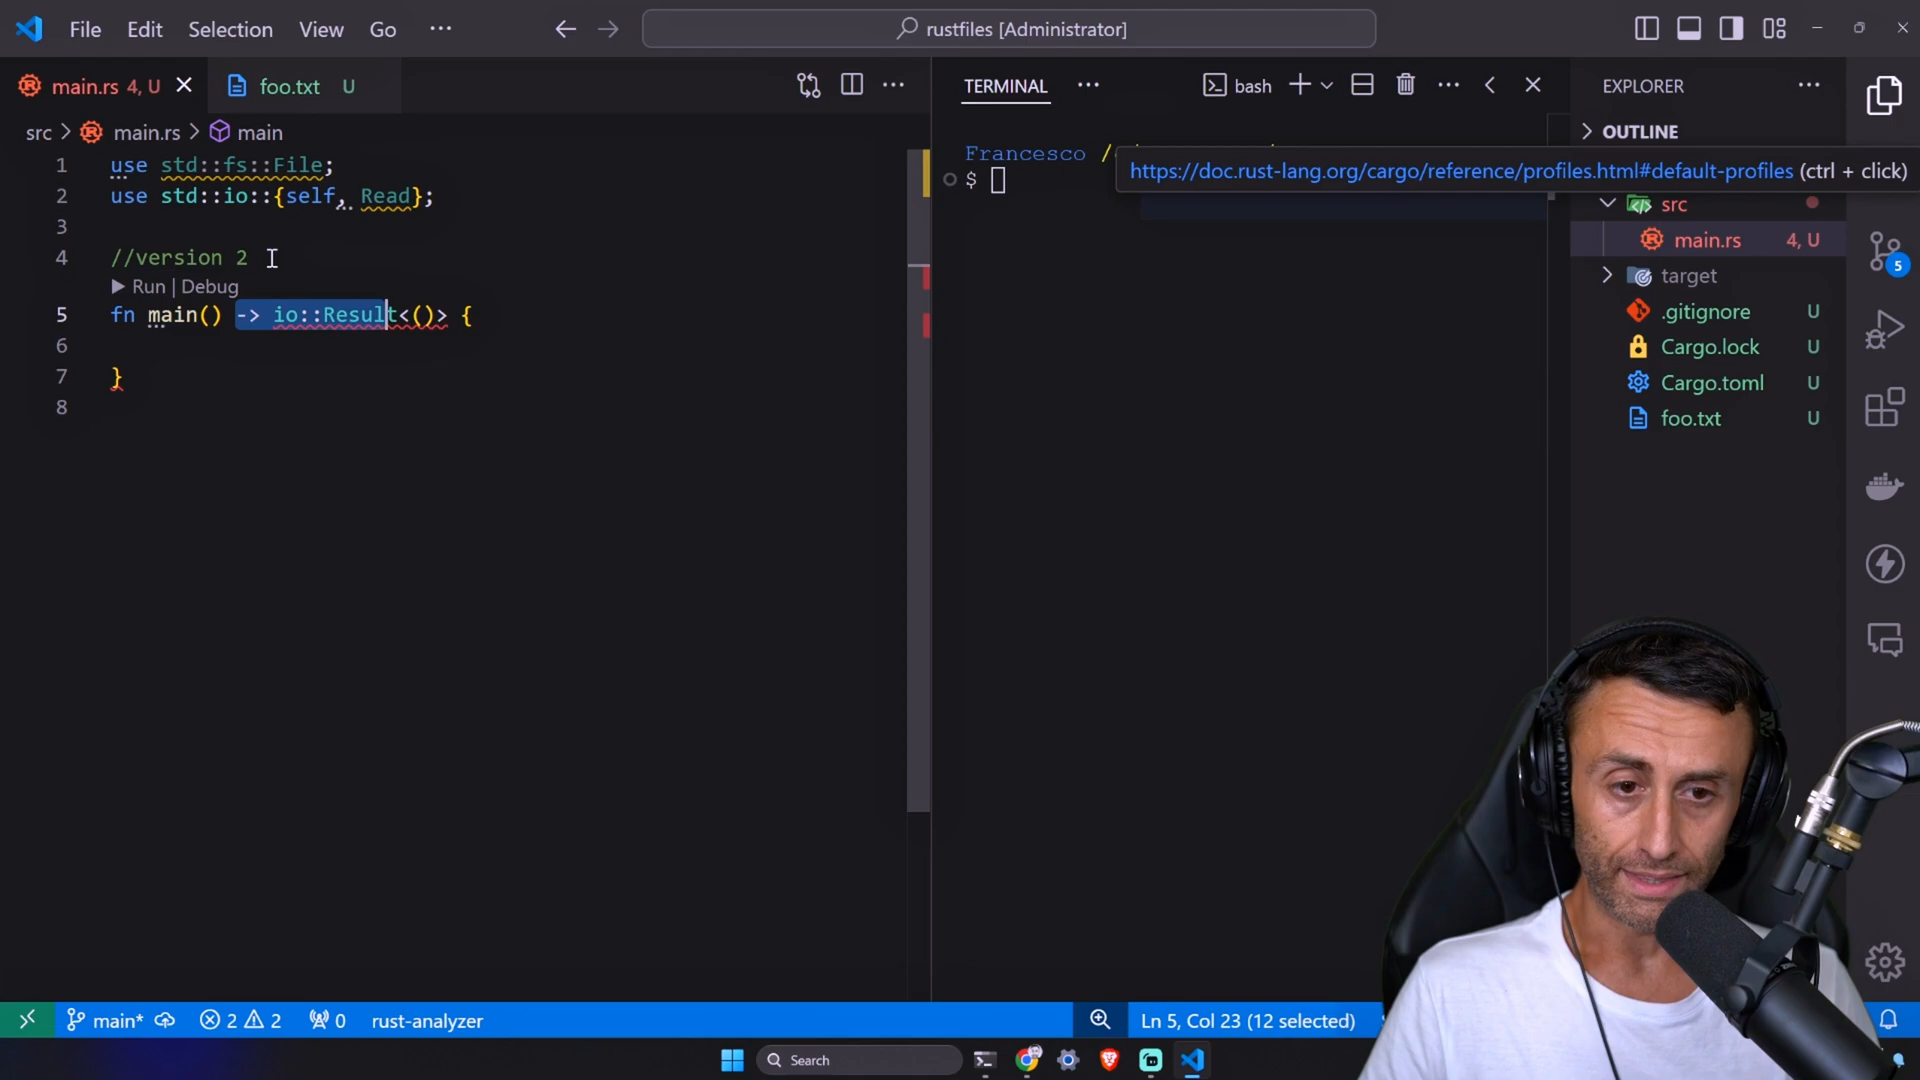 File Edit Selection View Go ···
rustfiles [Administrator]
main.rs 4, U
foo.txt U
src > main.rs > main
1 use std::fs::File;
2 use std::io::{self, Read};
3
4 //version 2
Run | Debug
5 fn main() -> io::Result<()> {
6
7 }
8
TERMINAL ···
bash
Francesco /
$
https://doc.rust-lang.org/cargo/reference/profiles.html#default-profiles (ctrl + click)
EXPLORER
OUTLINE
src
main.rs 4, U
target
.gitignore U
Cargo.lock U
Cargo.toml U
foo.txt U
5
main* 2 2 0 rust-analyzer
Ln 5, Col 23 (12 selected)
Search